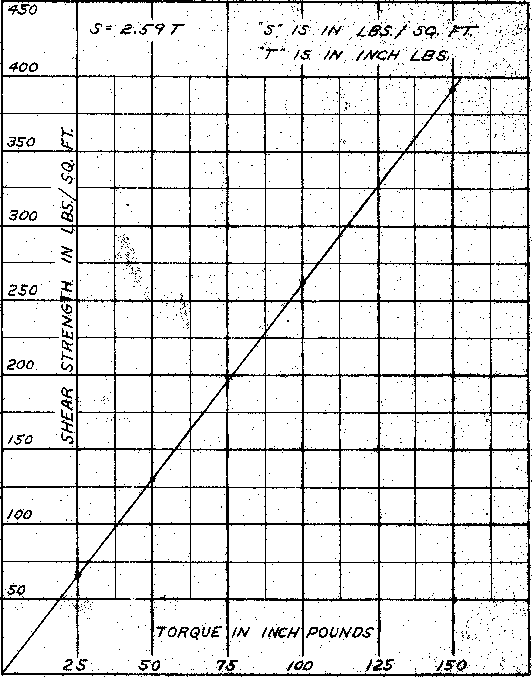 450
S = 2.59 T
"S" IS IN LBS./ SQ. FT.
"T" IS IN INCH LBS.
400
350
300
250
200
150
100
50
SHEAR STRENGTH IN LBS./ SQ. FT.
TORQUE IN INCH POUNDS
25 50 75 100 125 150